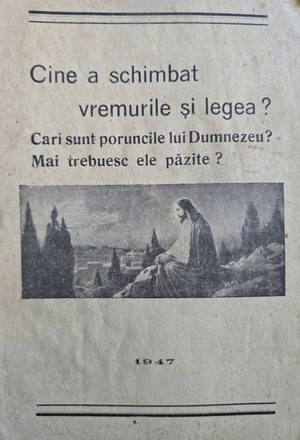 Cine a schimbat
vremurile și legea?
Cari sunt poruncile lui Dumnezeu?
Mai trebuesc ele păzite?
1947